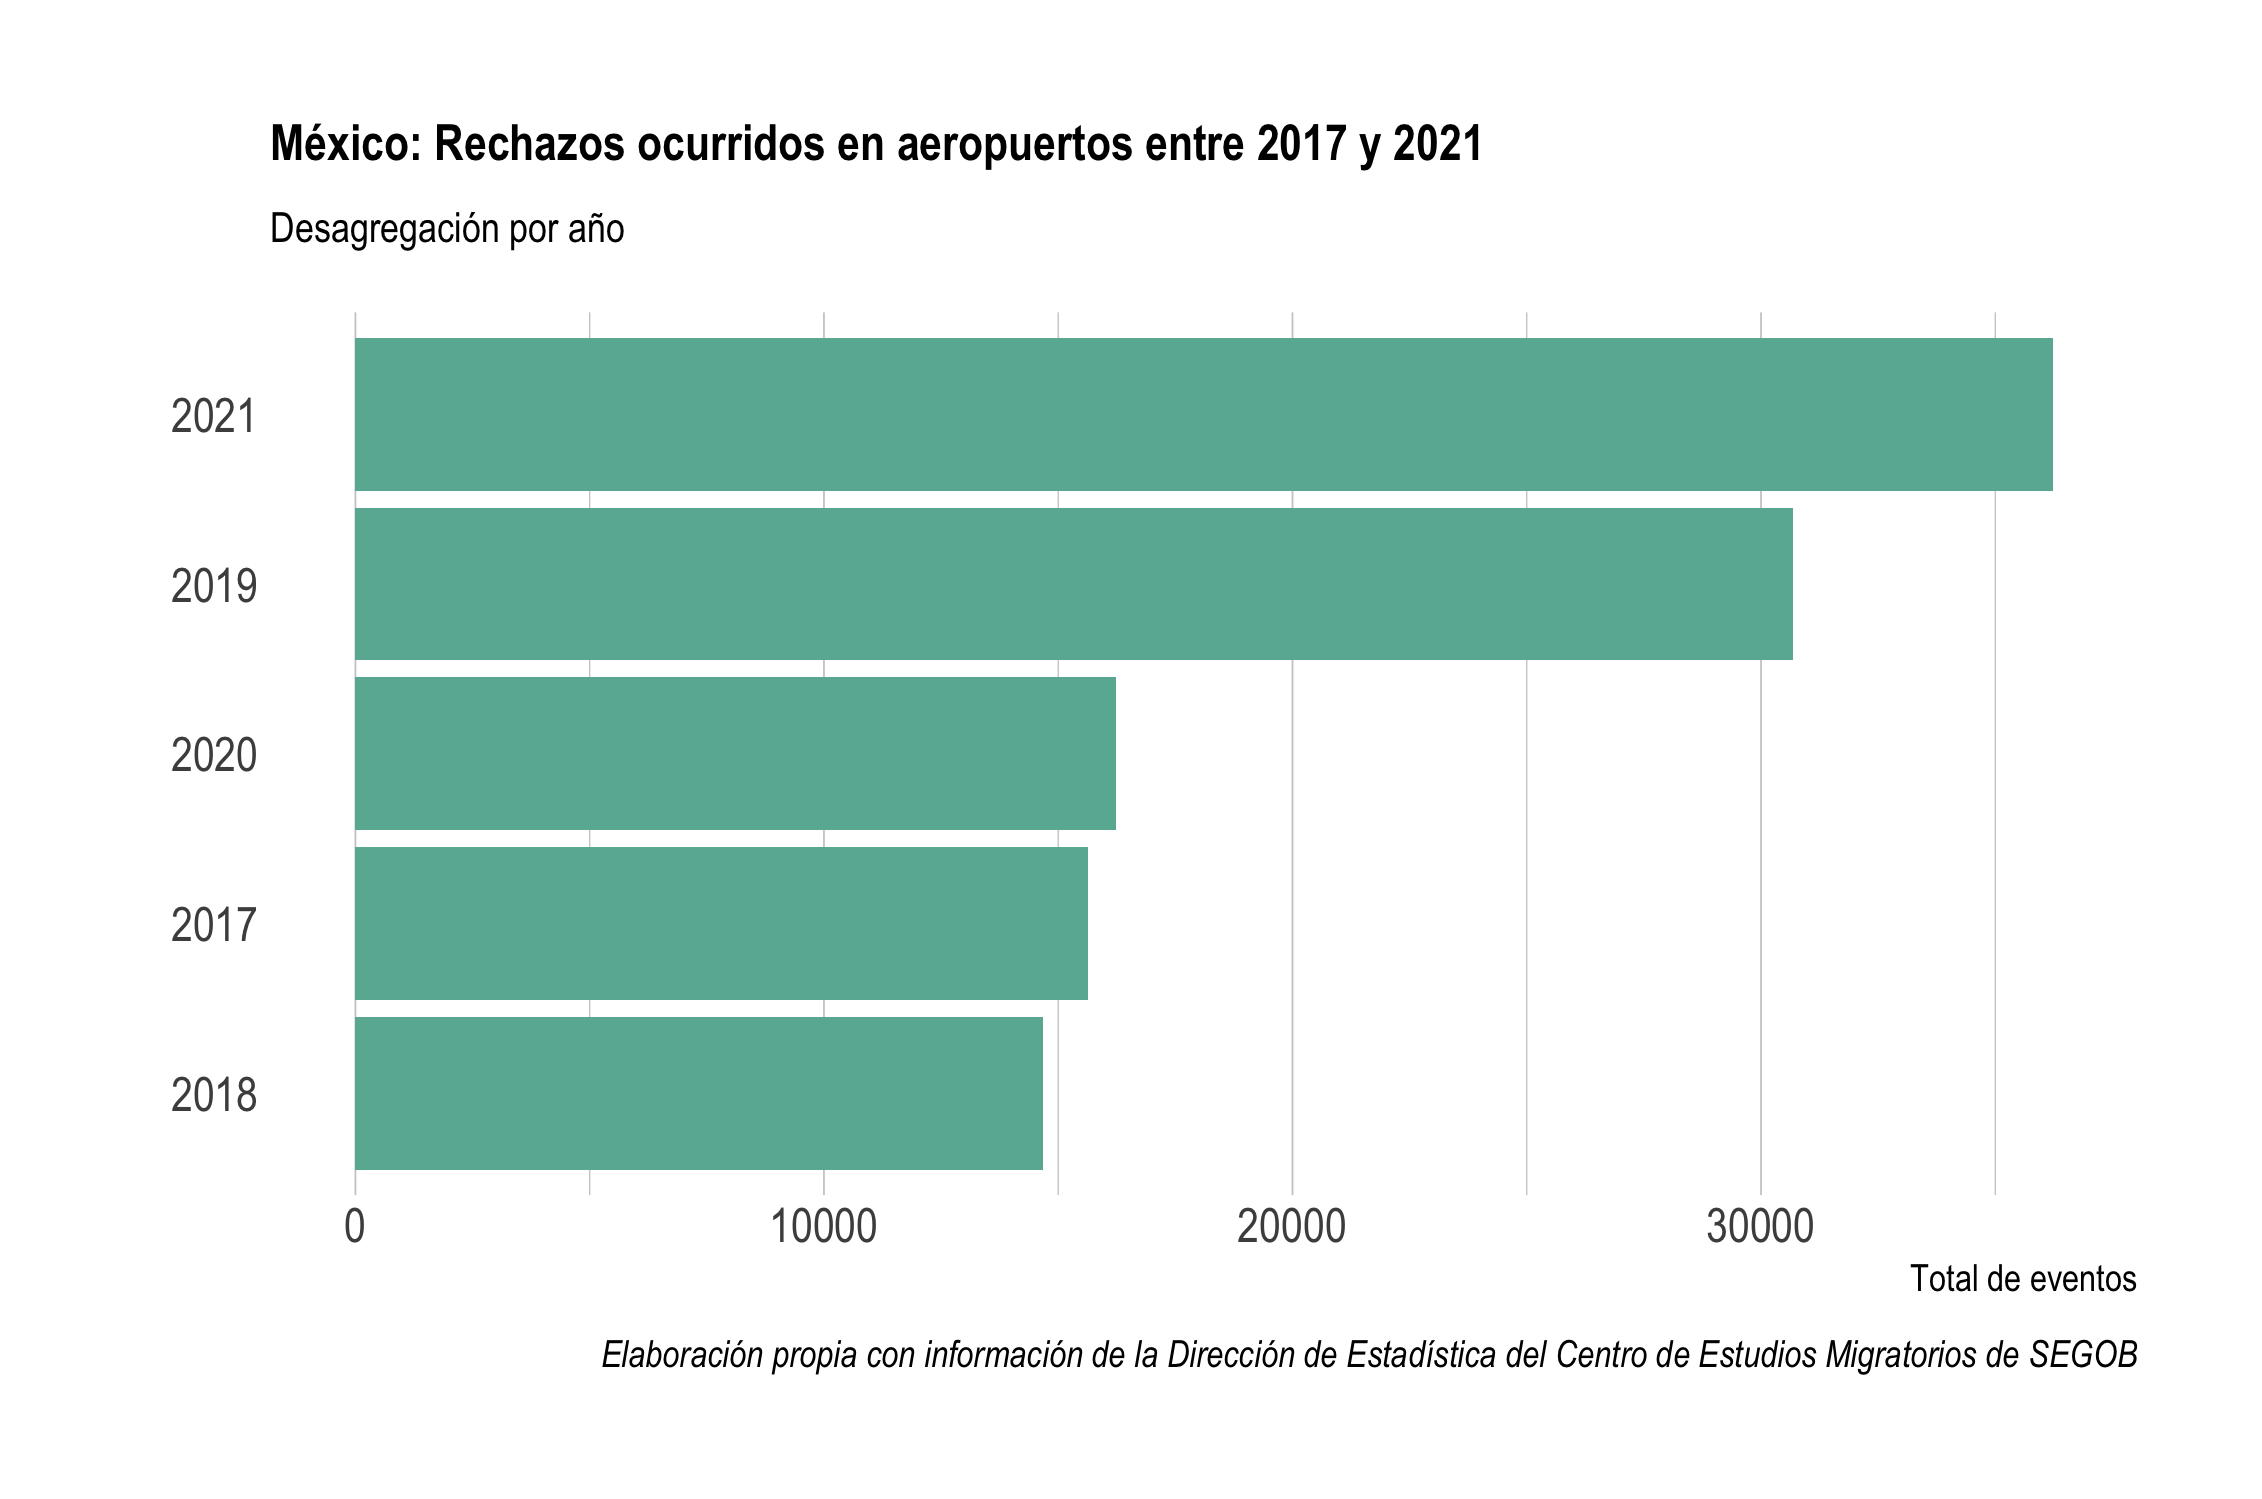 México: Rechazos ocurridos en aeropuertos entre 2017 y 2021
Desagregación por año
2021
2019
2020
2017
2018
0 10000 20000 30000
Total de eventos
Elaboración propia con información de la Dirección de Estadística del Centro de Estudios Migratorios de SEGOB